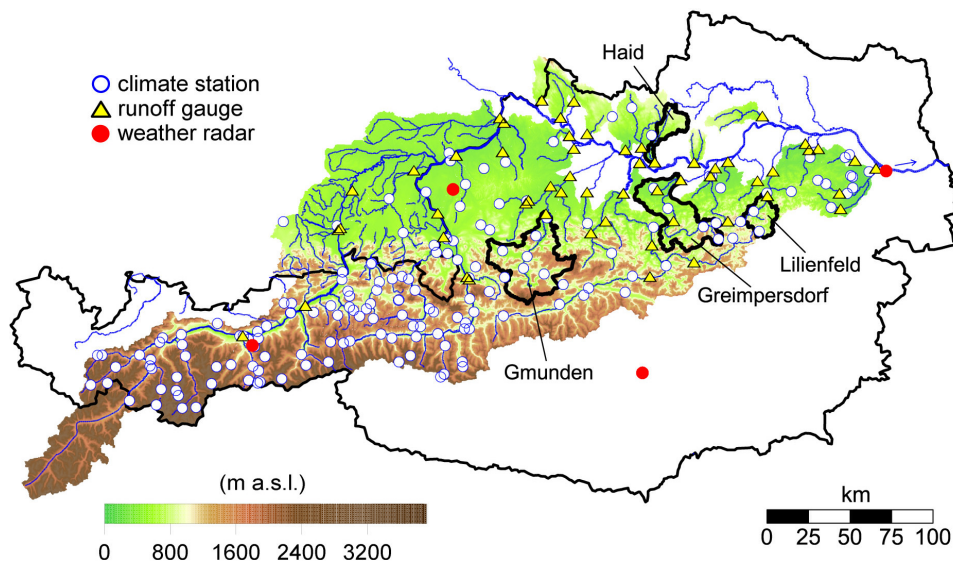 Haid
climate station
runoff gauge
weather radar
Lilienfeld
Greimpersdorf
Gmunden
(m a.s.l.)
0 800 1600 2400 3200
km
0 25 50 75 100